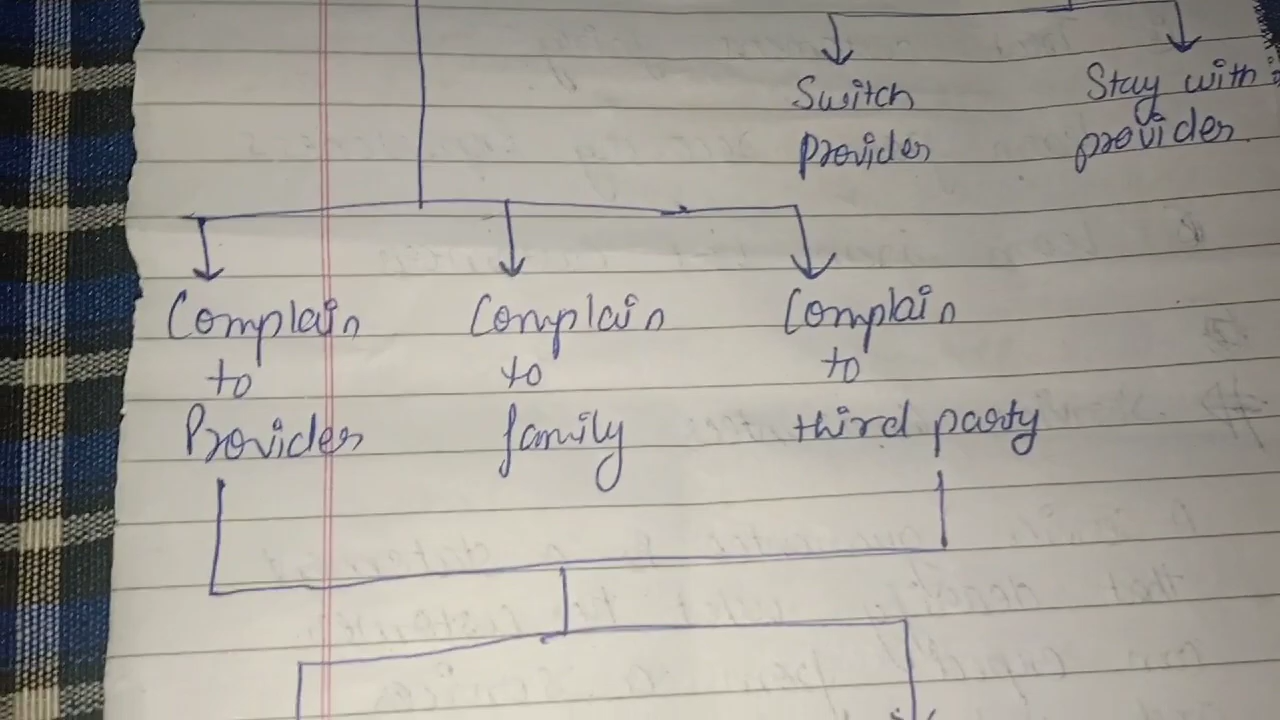 Switch
Provider
Stay with
provider.
Complain
to
Provider
Complain
to
family
Complain
to
third party